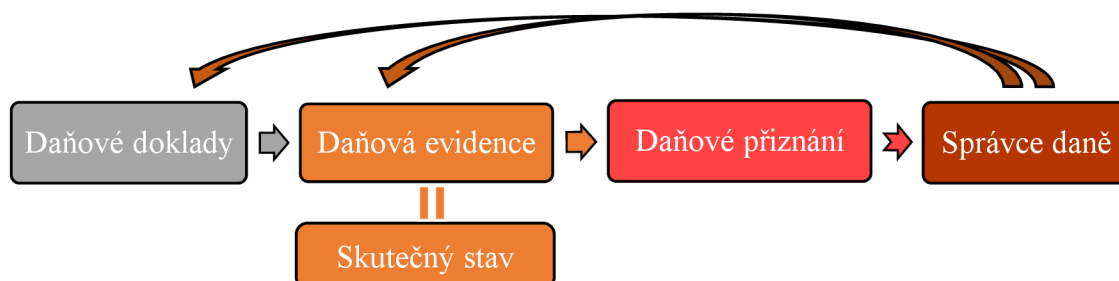 Daňové doklady
Daňová evidence
Daňové přiznání
Správce daně
Skutečný stav